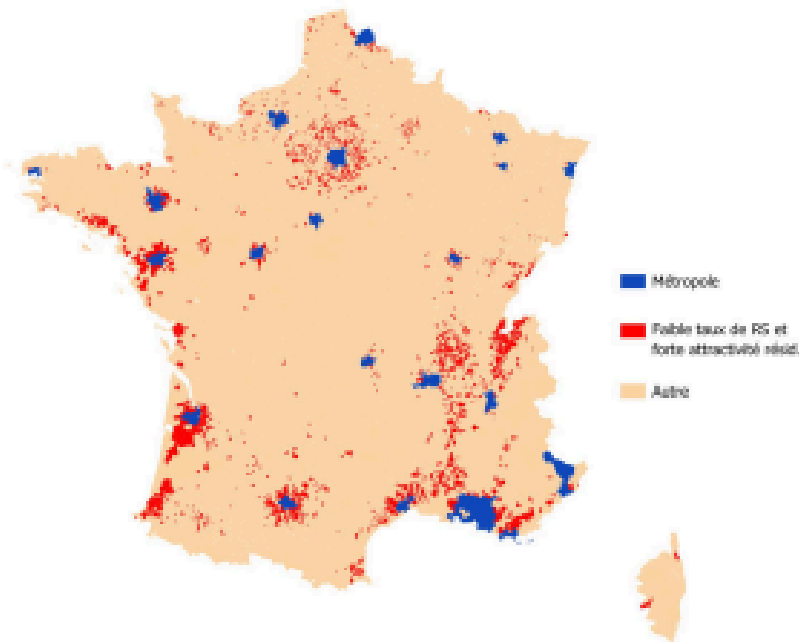 Métropole
Faible taux de RS et
forte attractivité résid.
Autre